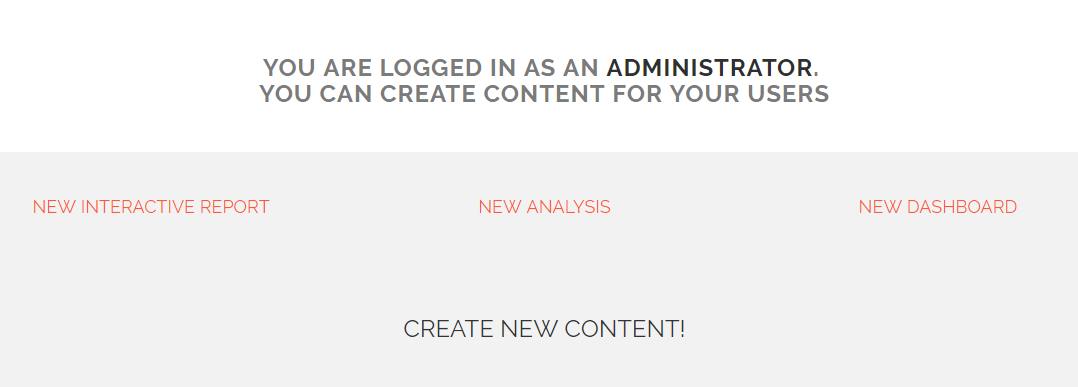 YOU ARE LOGGED IN AS AN ADMINISTRATOR.
YOU CAN CREATE CONTENT FOR YOUR USERS
NEW INTERACTIVE REPORT
NEW ANALYSIS
NEW DASHBOARD
CREATE NEW CONTENT!